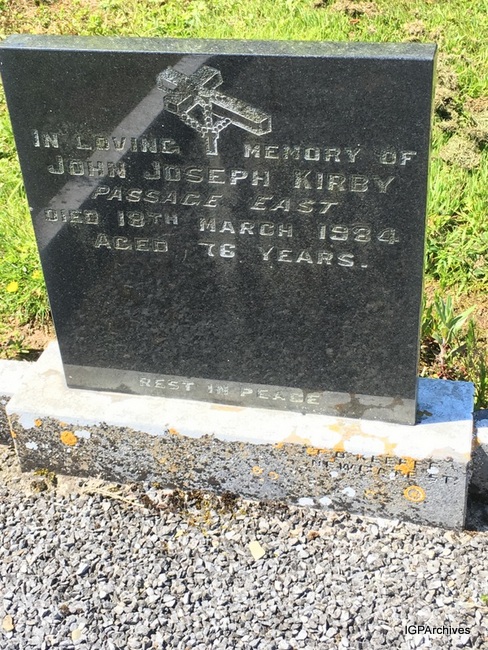 IN LOVING MEMORY OF
JOHN JOSEPH KIRBY
PASSAGE EAST
DIED 19TH MARCH 1984
AGED 76 YEARS.
REST IN PEACE
IGPArchives